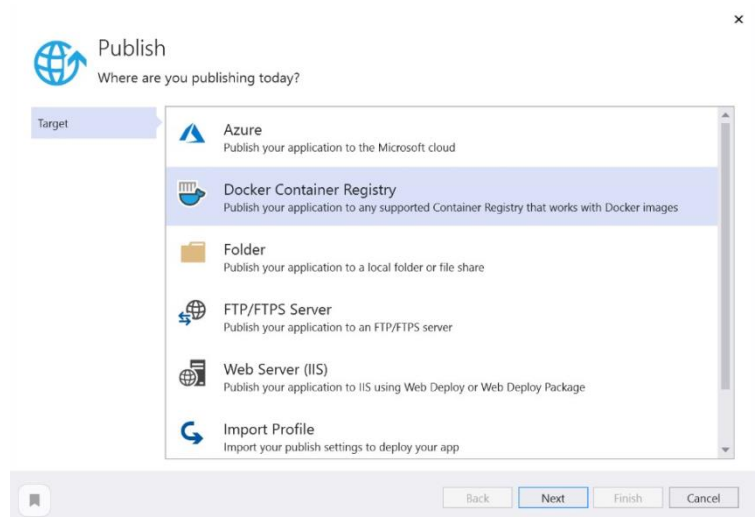 Publish
Where are you publishing today?
Target
Azure
Publish your application to the Microsoft cloud
Docker Container Registry
Publish your application to any supported Container Registry that works with Docker images
Folder
Publish your application to a local folder or file share
FTP/FTPS Server
Publish your application to an FTP/FTPS server
Web Server (IIS)
Publish your application to IIS using Web Deploy or Web Deploy Package
Import Profile
Import your publish settings to deploy your app
Back
Next
Finish
Cancel